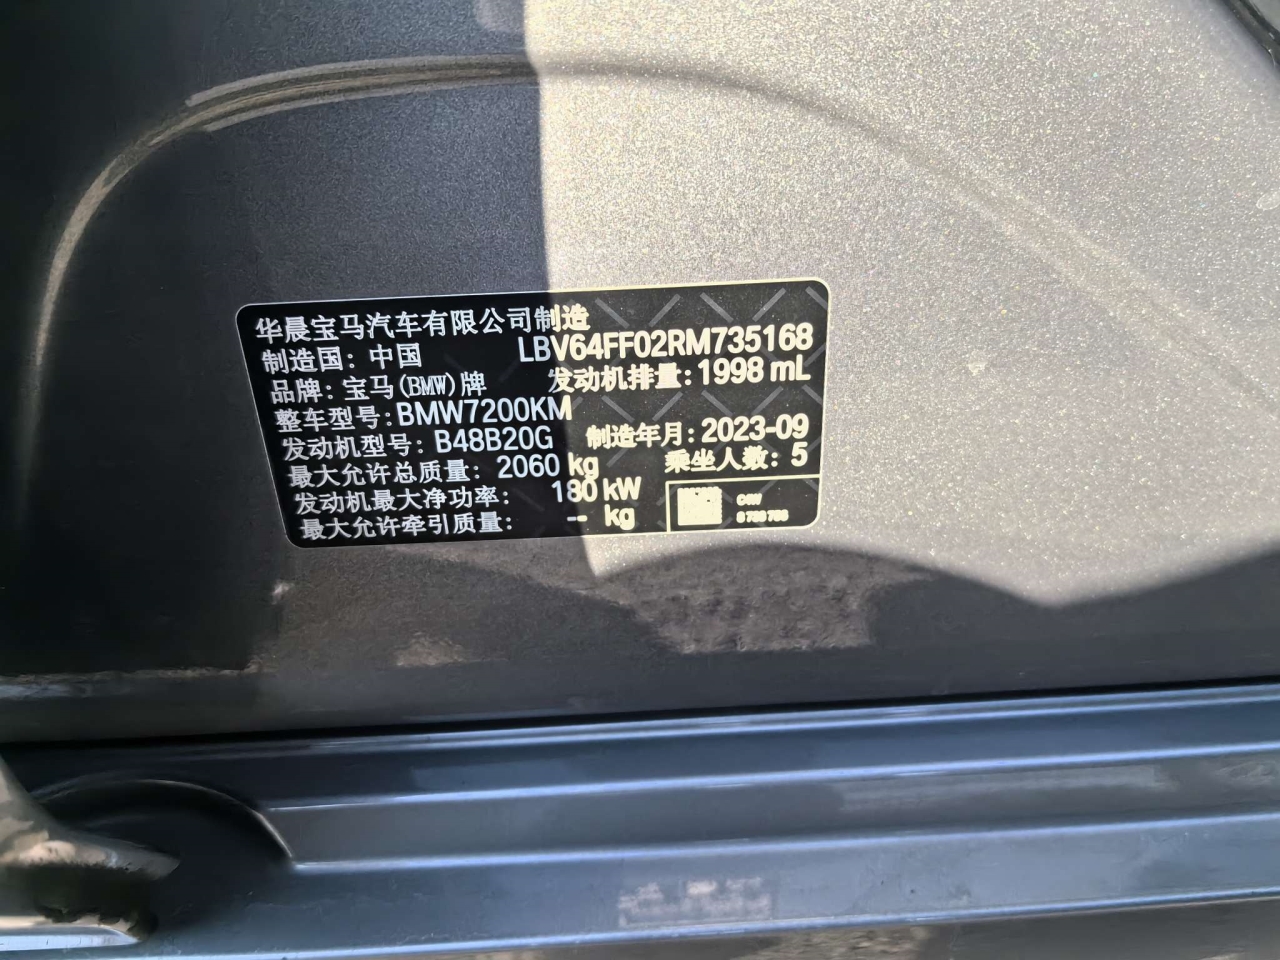 华晨宝马汽车有限公司制造
制造国：中国 LBV64FF02RM735168
品牌：宝马(BMW)牌 发动机排量：1998 mL
整车型号：BMW7200KM
发动机型号：B48B20G 制造年月：2023-09
最大允许总质量：2060 kg 乘坐人数：5
发动机最大净功率：180 kW
最大允许牵引质量：-- kg